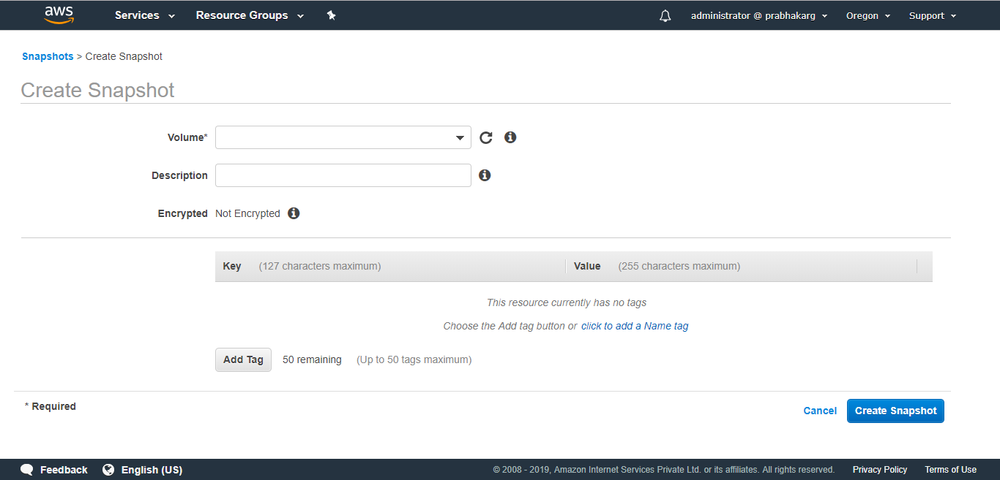 aws Services Resource Groups administrator @ prabhakarg Oregon Support
Snapshots > Create Snapshot
Create Snapshot
Volume*
Description
Encrypted Not Encrypted
Key (127 characters maximum) Value (255 characters maximum)
This resource currently has no tags
Choose the Add tag button or click to add a Name tag
Add Tag 50 remaining (Up to 50 tags maximum)
* Required
Cancel Create Snapshot
Feedback English (US) © 2008 - 2019, Amazon Internet Services Private Ltd. or its affiliates. All rights reserved. Privacy Policy Terms of Use